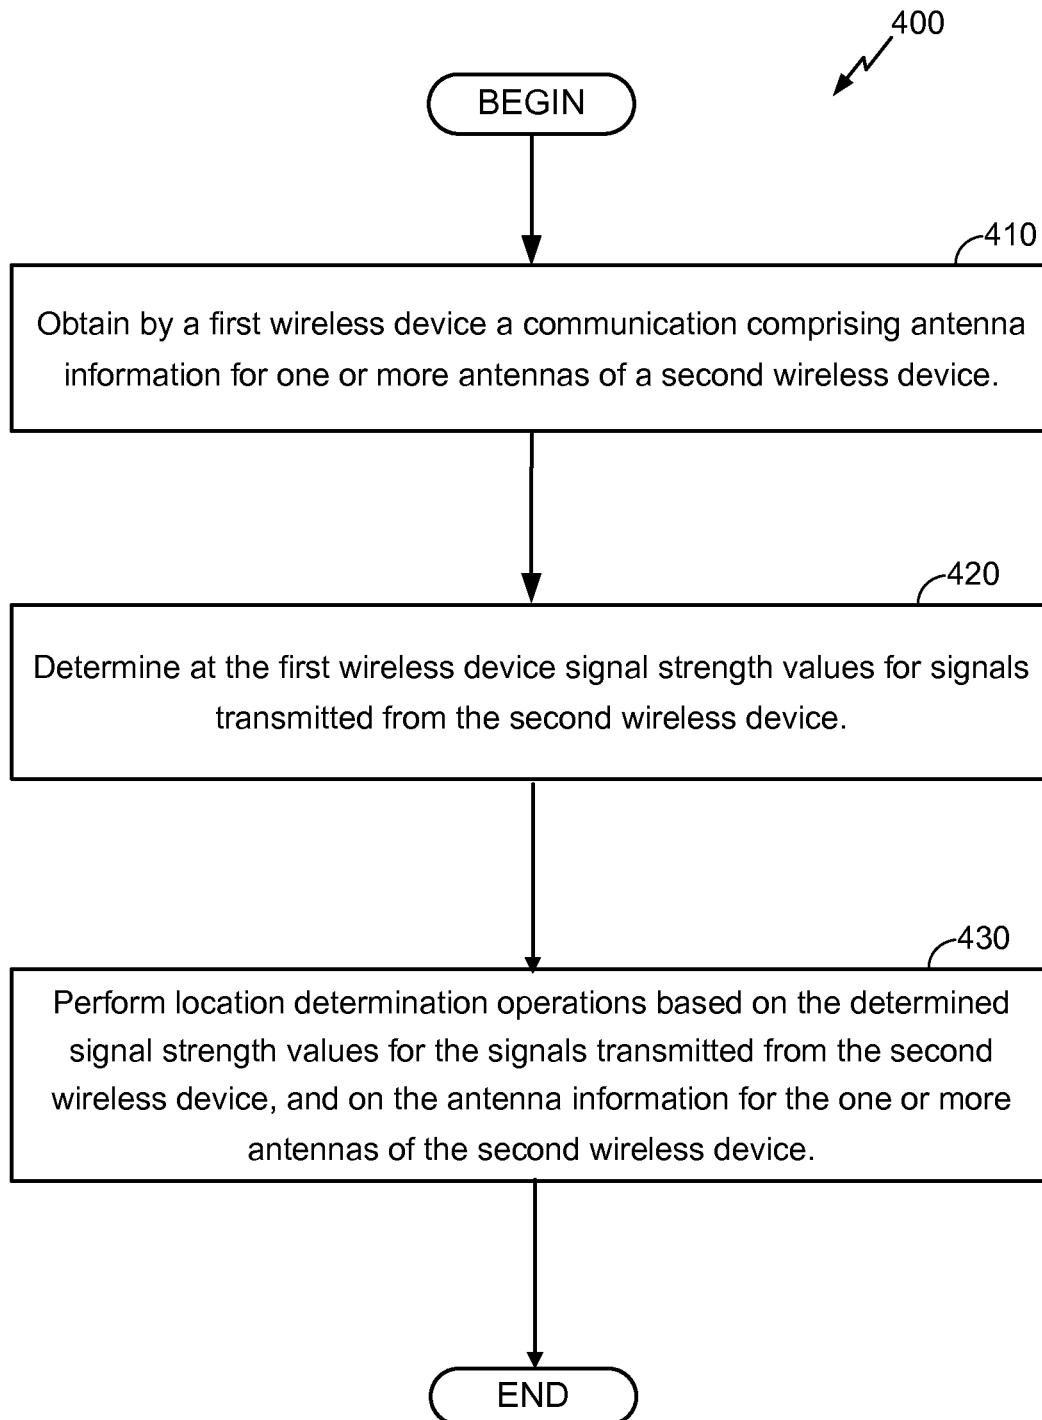 400
BEGIN
410
Obtain by a first wireless device a communication comprising antenna
information for one or more antennas of a second wireless device.
420
Determine at the first wireless device signal strength values for signals
transmitted from the second wireless device.
430
Perform location determination operations based on the determined
signal strength values for the signals transmitted from the second
wireless device, and on the antenna information for the one or more
antennas of the second wireless device.
END